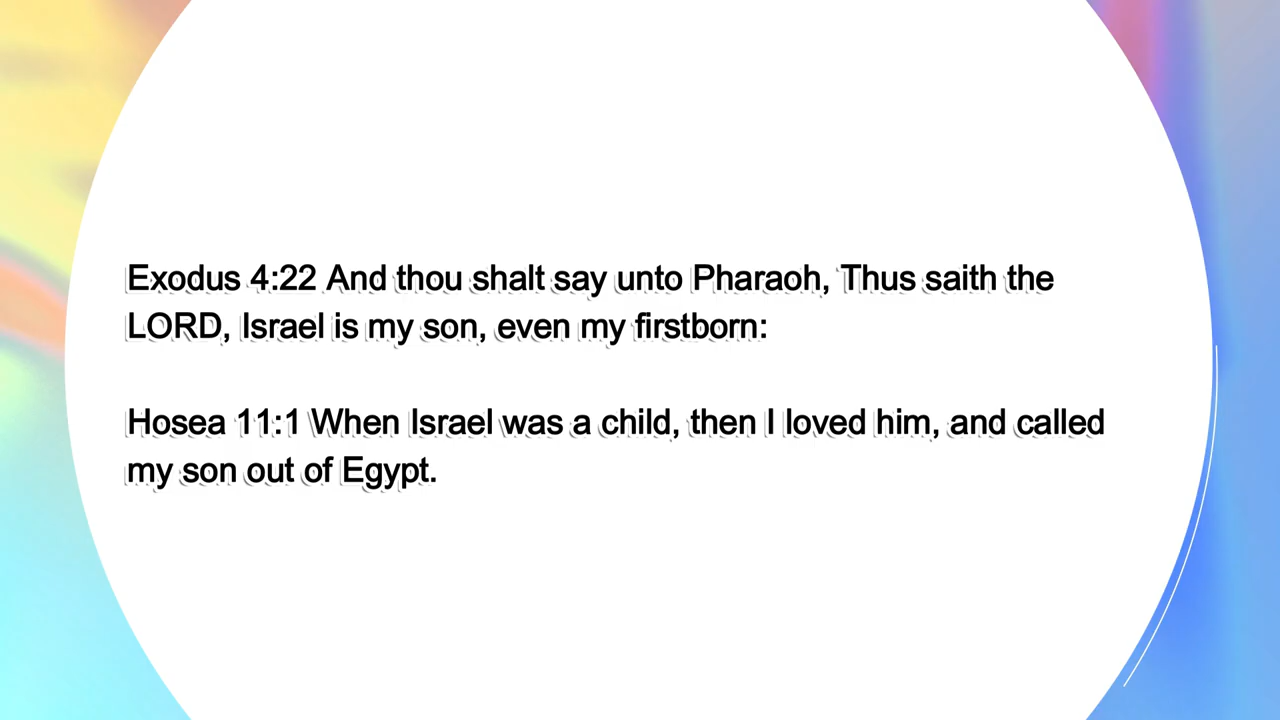 Exodus 4:22 And thou shalt say unto Pharaoh, Thus saith the
LORD, Israel is my son, even my firstborn:
Hosea 11:1 When Israel was a child, then I loved him, and called
my son out of Egypt.